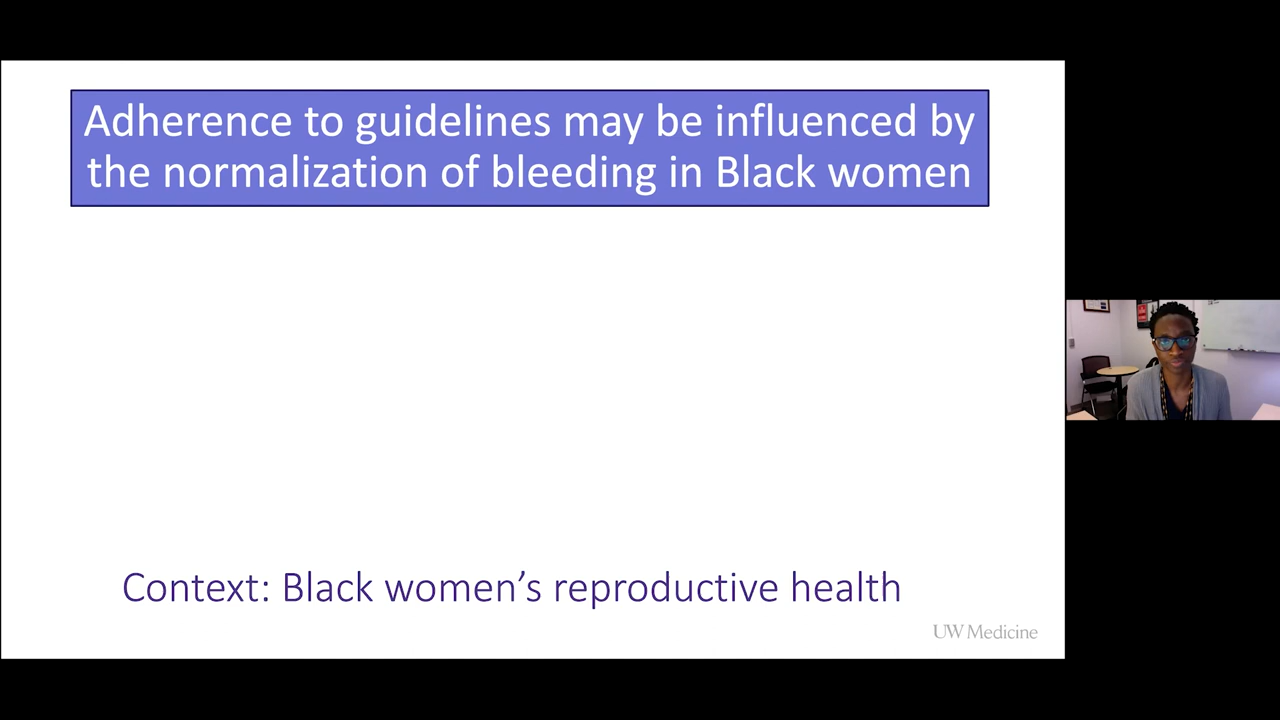 Adherence to guidelines may be influenced by
the normalization of bleeding in Black women
Context: Black women's reproductive health
UW Medicine